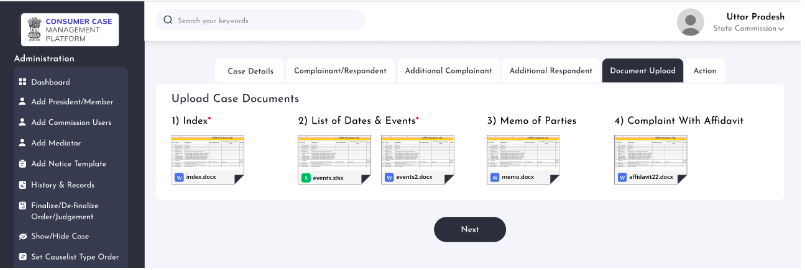 CONSUMER CASE
MANAGEMENT
PLATFORM
Search your keywords
Uttar Pradesh
State Commission
Administration
Dashboard
Add President/Member
Add Commission Users
Add Mediator
Add Notice Template
History & Records
Finalize/De-finalize
Order/Judgement
Show/Hide Case
Set Causelist Type Order
Case Details
Complainant/Respondent
Additional Complainant
Additional Respondent
Document Upload
Action
Upload Case Documents
1) Index*
2) List of Dates & Events*
3) Memo of Parties
4) Complaint With Affidavit
W index.docx
X events.xlsx
W events2.docx
W memo.docx
W affidavit22.docx
Next